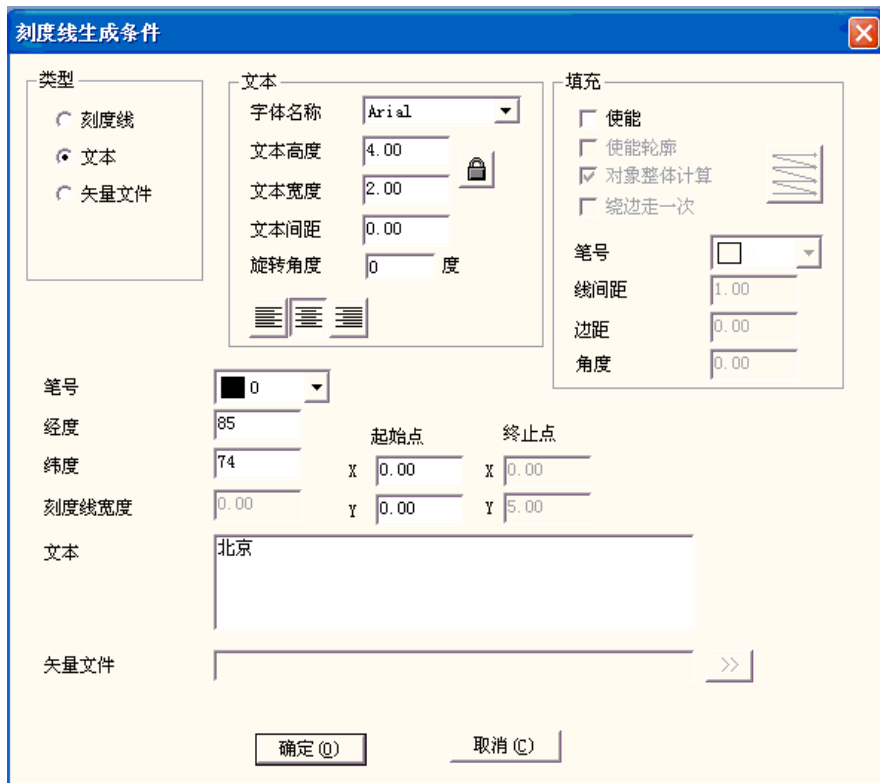 刻度线生成条件
类型
刻度线
文本
矢量文件
文本
字体名称 Arial
文本高度 4.00
文本宽度 2.00
文本间距 0.00
旋转角度 0 度
填充
使能
使能轮廓
对象整体计算
绕边走一次
笔号
线间距 1.00
边距 0.00
角度 0.00
笔号 0
经度 85
纬度 74
刻度线宽度 0.00
起始点 终止点
X 0.00 X 0.00
Y 0.00 Y 5.00
文本 北京
矢量文件 >>
确定(O) 取消(C)